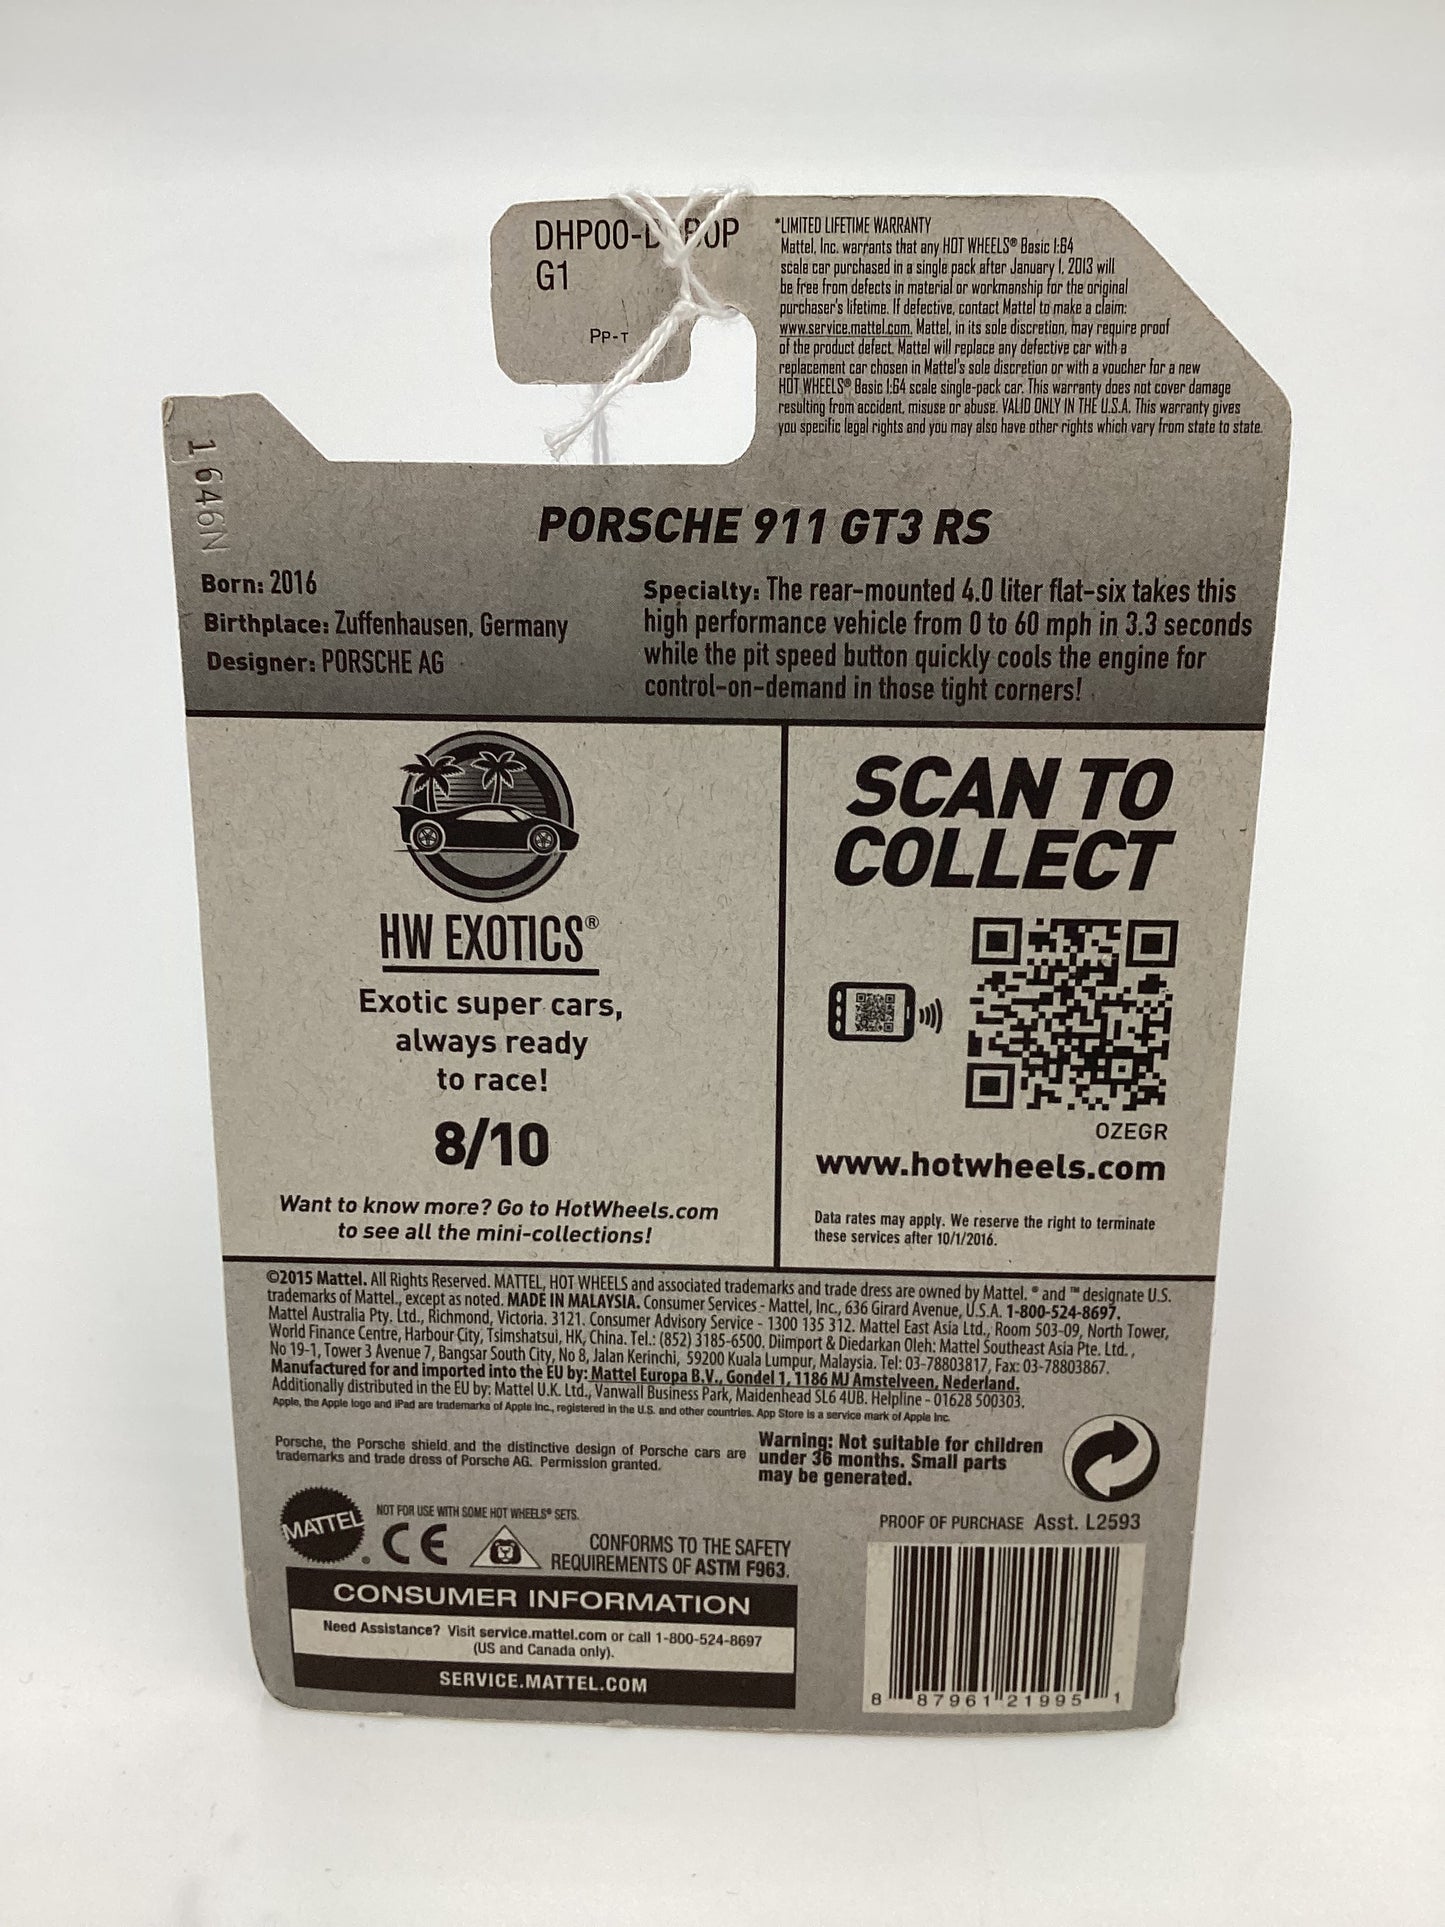 DHP00-
G1
PP-T
*LIMITED LIFETIME WARRANTY
Mattel, Inc. warrants that any HOT WHEELS® Basic 1:64
scale car purchased in a single pack after January 1, 2013 will
be free from defects in material or workmanship for the original
purchaser's lifetime. If defective, contact Mattel to make a claim:
www.service.mattel.com. Mattel, in its sole discretion, may require proof
of the product defect. Mattel will replace any defective car with a
replacement car chosen in Mattel's sole discretion or with a voucher for a new
HOT WHEELS® Basic 1:64 scale single-pack car. This warranty does not cover damage
resulting from accident, misuse or abuse. VALID ONLY IN THE U.S.A. This warranty gives
you specific legal rights and you may also have other rights which vary from state to state.
1646N
PORSCHE 911 GT3 RS
Born: 2016
Birthplace: Zuffenhausen, Germany
Designer: PORSCHE AG
Specialty: The rear-mounted 4.0 liter flat-six takes this
high performance vehicle from 0 to 60 mph in 3.3 seconds
while the pit speed button quickly cools the engine for
control-on-demand in those tight corners!
HW EXOTICS®
Exotic super cars,
always ready
to race!
8/10
Want to know more? Go to HotWheels.com
to see all the mini-collections!
SCAN TO
COLLECT
OZEGR
www.hotwheels.com
Data rates may apply. We reserve the right to terminate
these services after 10/1/2016.
©2015 Mattel. All Rights Reserved. MATTEL, HOT WHEELS and associated trademarks and trade dress are owned by Mattel. ® and ™ designate U.S.
trademarks of Mattel., except as noted. MADE IN MALAYSIA. Consumer Services - Mattel, Inc., 636 Girard Avenue, U.S.A. 1-800-524-8697.
Mattel Australia Pty. Ltd., Richmond, Victoria. 3121. Consumer Advisory Service - 1300 135 312. Mattel East Asia Ltd., Room 503-09, North Tower,
World Finance Centre, Harbour City, Tsimshatsui, HK, China. Tel.: (852) 3185-6500. Diimport & Diedarkan Oleh: Mattel Southeast Asia Pte. Ltd.,
No 19-1, Tower 3 Avenue 7, Bangsar South City, No 8, Jalan Kerinchi, 59200 Kuala Lumpur, Malaysia. Tel: 03-78803817, Fax: 03-78803867.
Manufactured for and imported into the EU by: Mattel Europa B.V., Gondel 1, 1186 MJ Amstelveen, Nederland.
Additionally distributed in the EU by: Mattel U.K. Ltd., Vanwall Business Park, Maidenhead SL6 4UB. Helpline - 01628 500303.
Apple, the Apple logo and iPad are trademarks of Apple Inc., registered in the U.S. and other countries. App Store is a service mark of Apple Inc.
Porsche, the Porsche shield and the distinctive design of Porsche cars are
trademarks and trade dress of Porsche AG. Permission granted.
Warning: Not suitable for children
under 36 months. Small parts
may be generated.
MATTEL
NOT FOR USE WITH SOME HOT WHEELS® SETS.
CE
CONFORMS TO THE SAFETY
REQUIREMENTS OF ASTM F963.
CONSUMER INFORMATION
Need Assistance? Visit service.mattel.com or call 1-800-524-8697
(US and Canada only).
SERVICE.MATTEL.COM
PROOF OF PURCHASE Asst. L2593
8 87961 21995 1